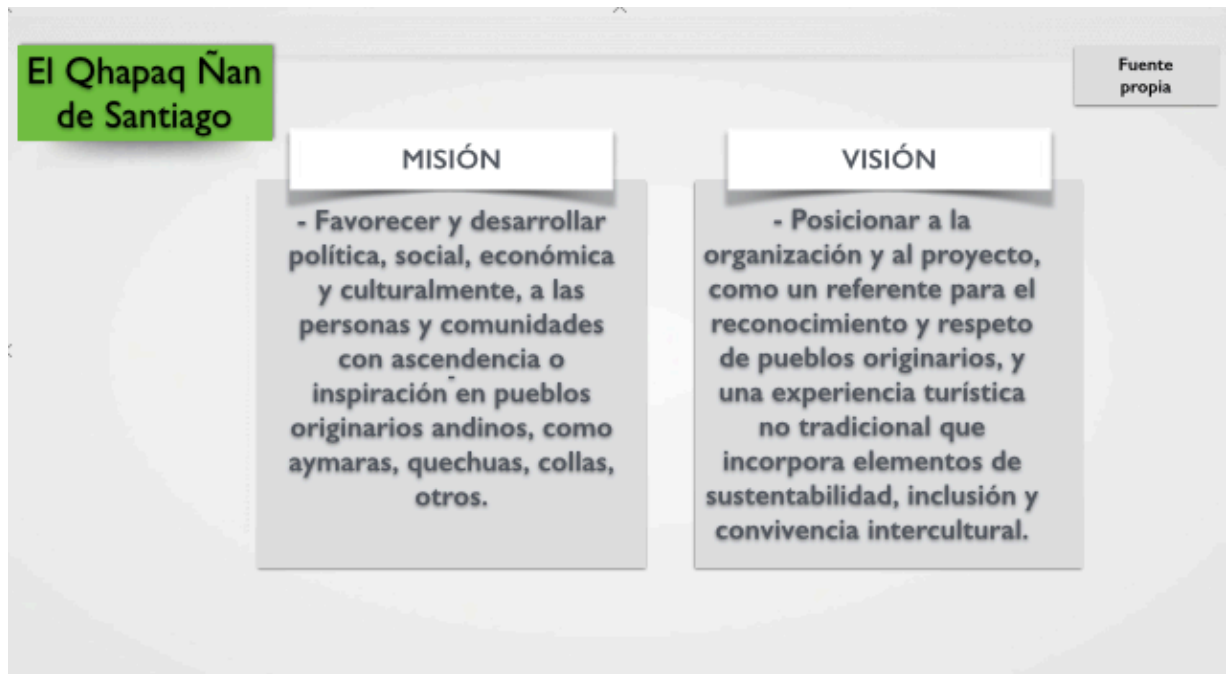 El Qhapaq Ñan
de Santiago
Fuente
propia
MISIÓN
- Favorecer y desarrollar
política, social, económica
y culturalmente, a las
personas y comunidades
con ascendencia o
inspiración en pueblos
originarios andinos, como
aymaras, quechuas, collas,
otros.
VISIÓN
- Posicionar a la
organización y al proyecto,
como un referente para el
reconocimiento y respeto
de pueblos originarios, y
una experiencia turística
no tradicional que
incorpora elementos de
sustentabilidad, inclusión y
convivencia intercultural.